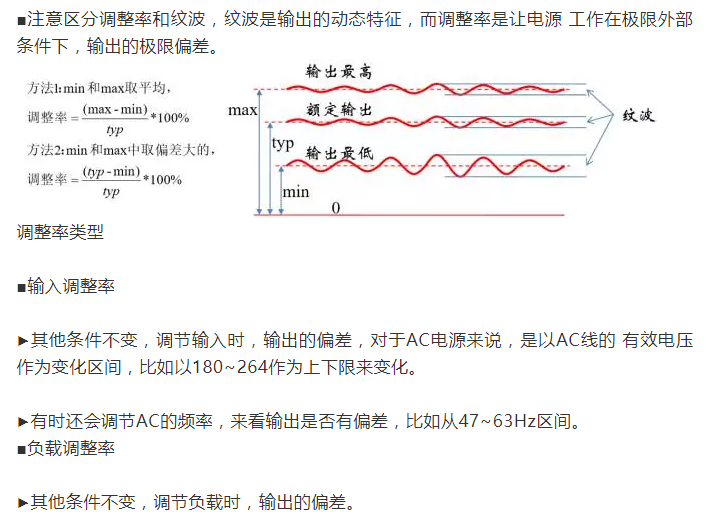 ■注意区分调整率和纹波，纹波是输出的动态特征，而调整率是让电源 工作在极限外部
条件下，输出的极限偏差。
方法1:min 和max取平均，
调整率 = (max - min) / typ *100%
方法2:min 和max中取偏差大的，
调整率 = (typ - min) / typ *100%
输出最高
max
额定输出
纹波
typ
输出最低
min
0
调整率类型
■输入调整率
►其他条件不变，调节输入时，输出的偏差，对于AC电源来说，是以AC线的 有效电压
作为变化区间，比如以180~264作为上下限来变化。
►有时还会调节AC的频率，来看输出是否有偏差，比如从47~63Hz区间。
■负载调整率
►其他条件不变，调节负载时，输出的偏差。